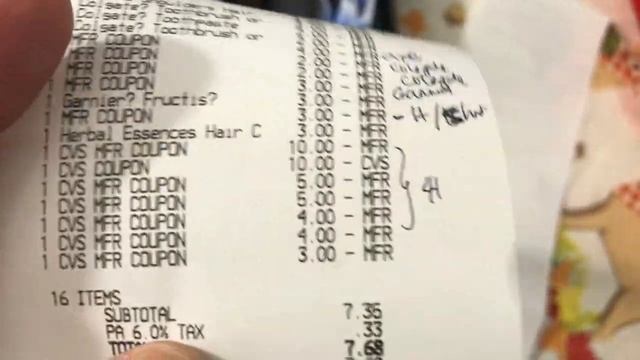 Colgate? Toothbrush or
Colgate? Toothpaste
Colgate? Toothbrush or
1 MFR COUPON
1 MFR COUPON 3.00 - MFR
1 MFR COUPON 3.00 - MFR
1 Garnier? Fructis? 3.00 - MFR
1 MFR COUPON 3.00 - MFR
1 Herbal Essences Hair C 3.00 - MFR
1 CVS MFR COUPON 10.00 - MFR
1 CVS COUPON 10.00 - CVS
1 CVS MFR COUPON 5.00 - MFR
1 CVS MFR COUPON 5.00 - MFR
1 CVS MFR COUPON 4.00 - MFR
1 CVS MFR COUPON 4.00 - MFR
1 CVS MFR COUPON 3.00 - MFR
Colgate
Colgate
- H/
16 ITEMS
SUBTOTAL 7.35
PA 6.0% TAX .33
7.68